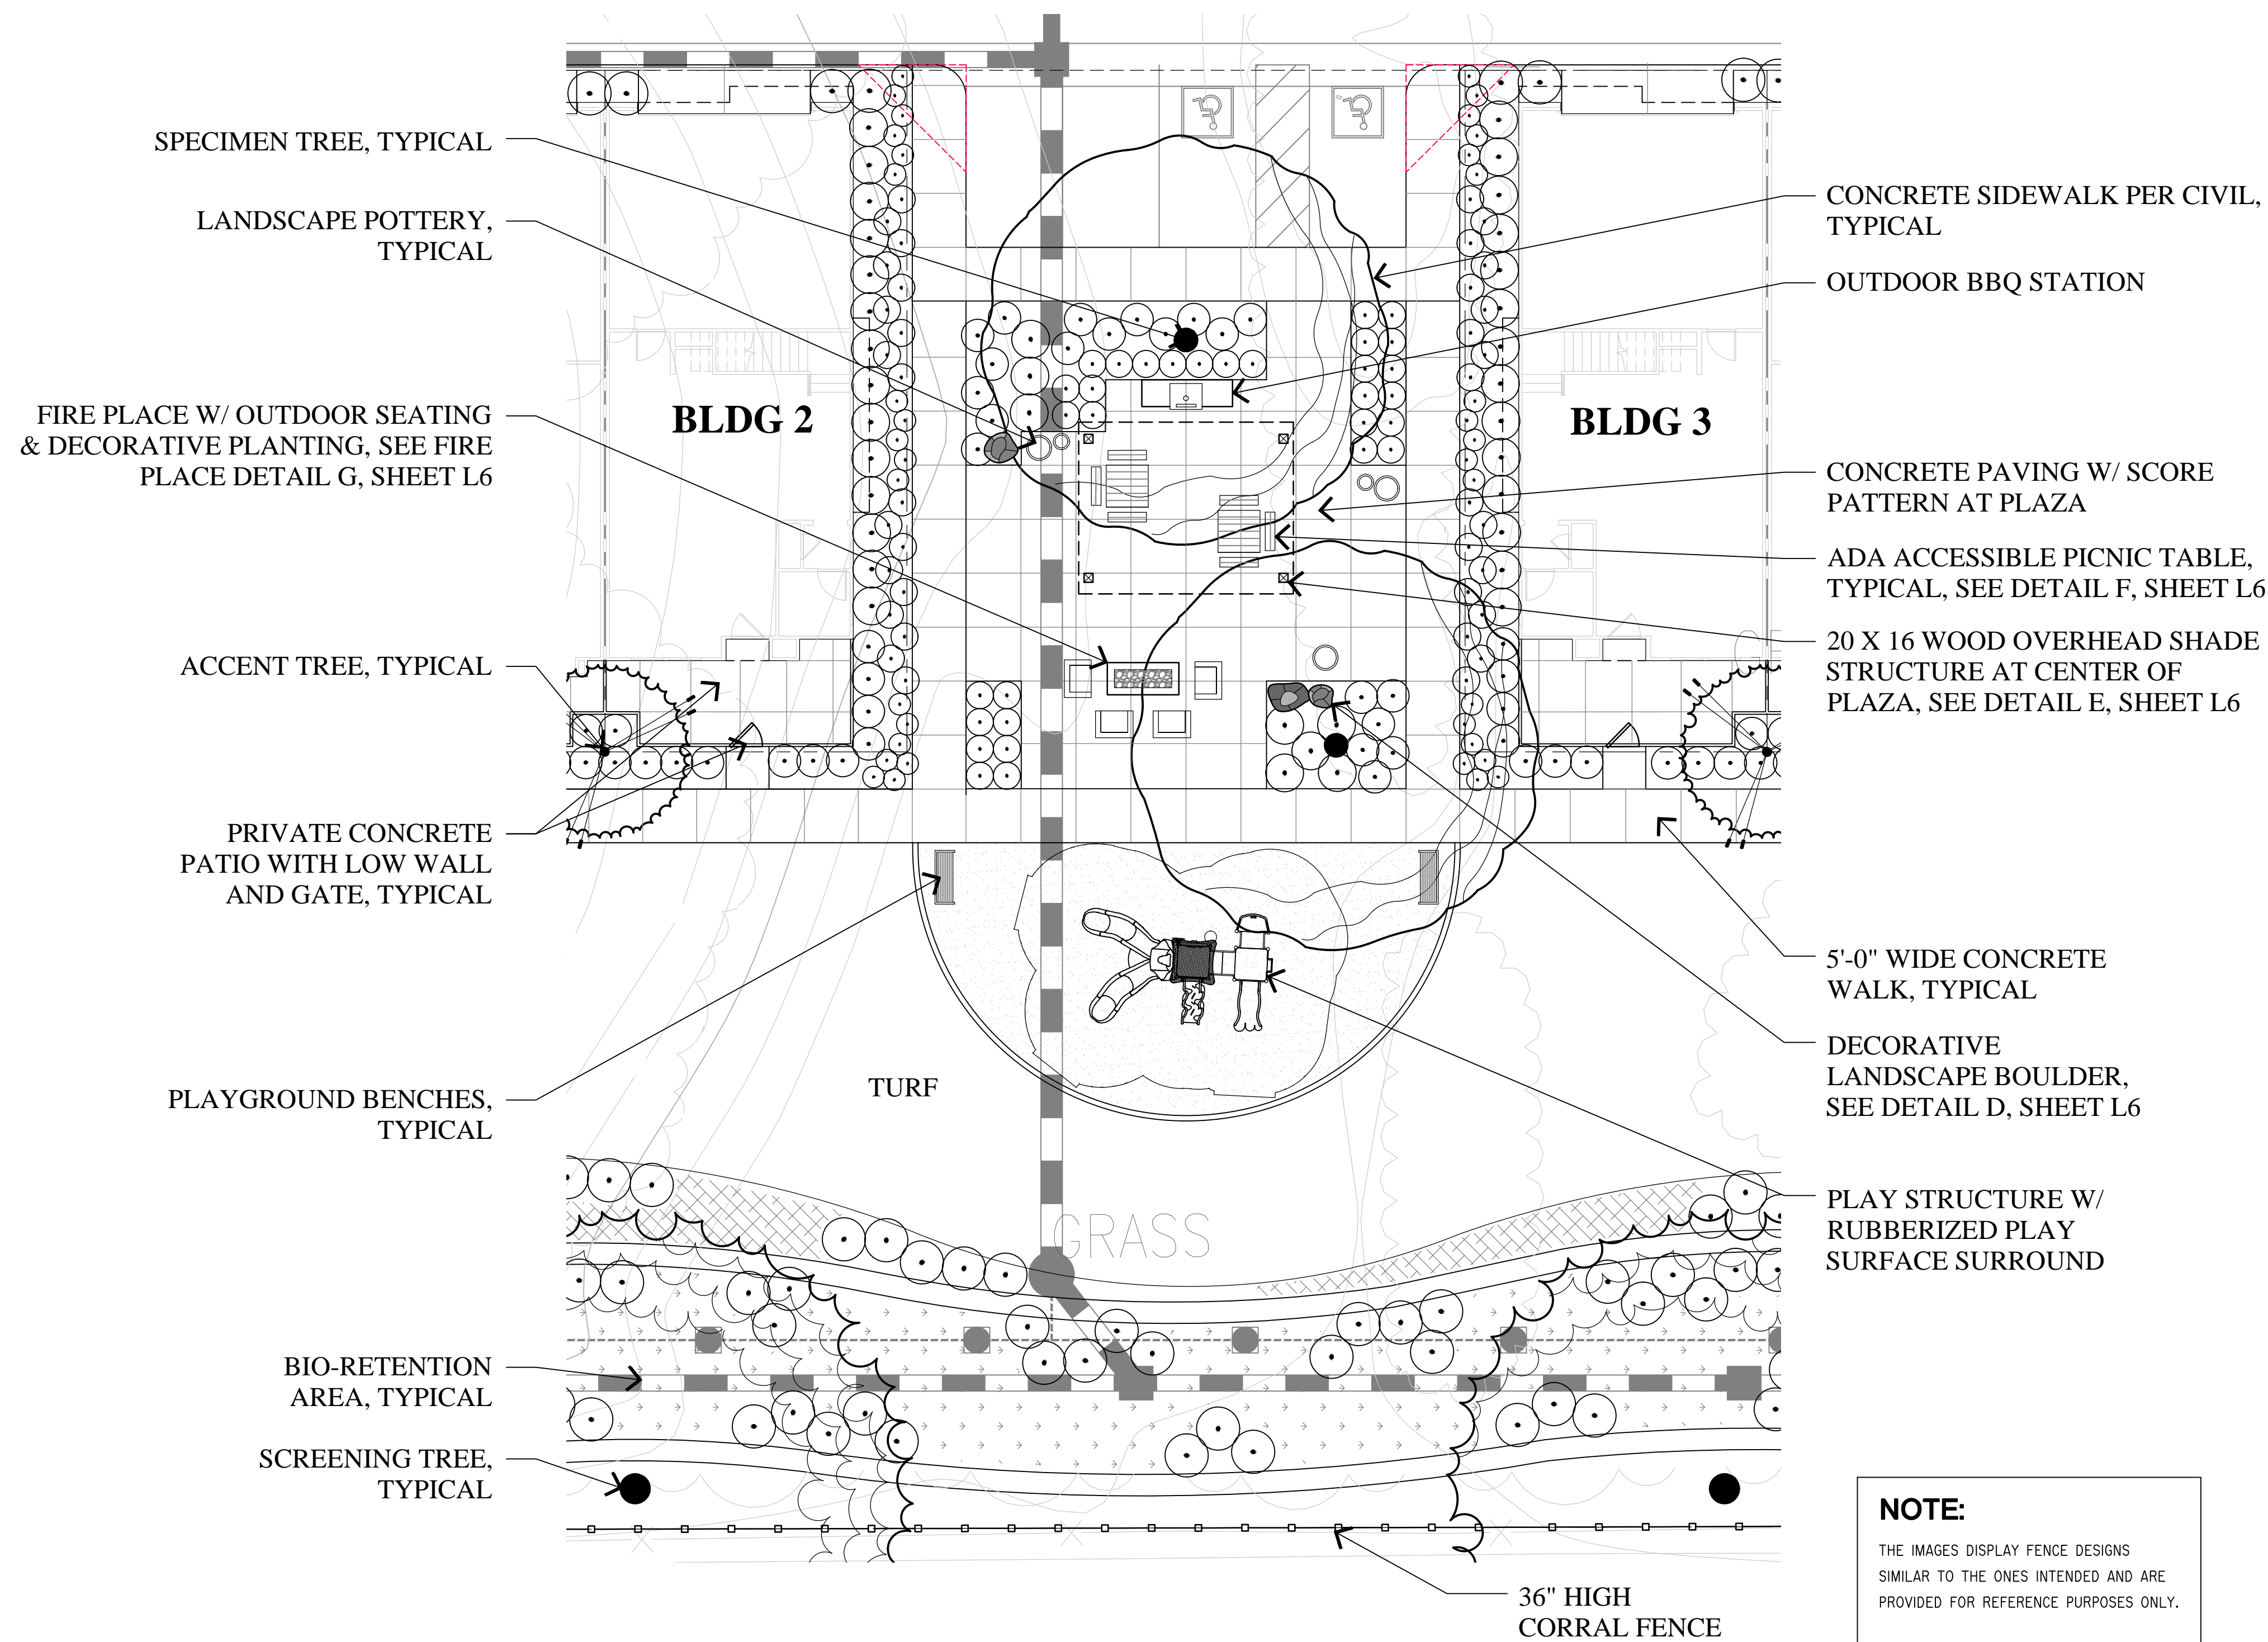 SPECIMEN TREE, TYPICAL
LANDSCAPE POTTERY,
TYPICAL
FIRE PLACE W/ OUTDOOR SEATING
& DECORATIVE PLANTING, SEE FIRE
PLACE DETAIL G, SHEET L6
ACCENT TREE, TYPICAL
PRIVATE CONCRETE
PATIO WITH LOW WALL
AND GATE, TYPICAL
PLAYGROUND BENCHES,
TYPICAL
BIO-RETENTION
AREA, TYPICAL
SCREENING TREE,
TYPICAL
BLDG 2
BLDG 3
TURF
GRASS
CONCRETE SIDEWALK PER CIVIL,
TYPICAL
OUTDOOR BBQ STATION
CONCRETE PAVING W/ SCORE
PATTERN AT PLAZA
ADA ACCESSIBLE PICNIC TABLE,
TYPICAL, SEE DETAIL F, SHEET L6
20 X 16 WOOD OVERHEAD SHADE
STRUCTURE AT CENTER OF
PLAZA, SEE DETAIL E, SHEET L6
5'-0" WIDE CONCRETE
WALK, TYPICAL
DECORATIVE
LANDSCAPE BOULDER,
SEE DETAIL D, SHEET L6
PLAY STRUCTURE W/
RUBBERIZED PLAY
SURFACE SURROUND
36" HIGH
CORRAL FENCE
NOTE:
THE IMAGES DISPLAY FENCE DESIGNS
SIMILAR TO THE ONES INTENDED AND ARE
PROVIDED FOR REFERENCE PURPOSES ONLY.